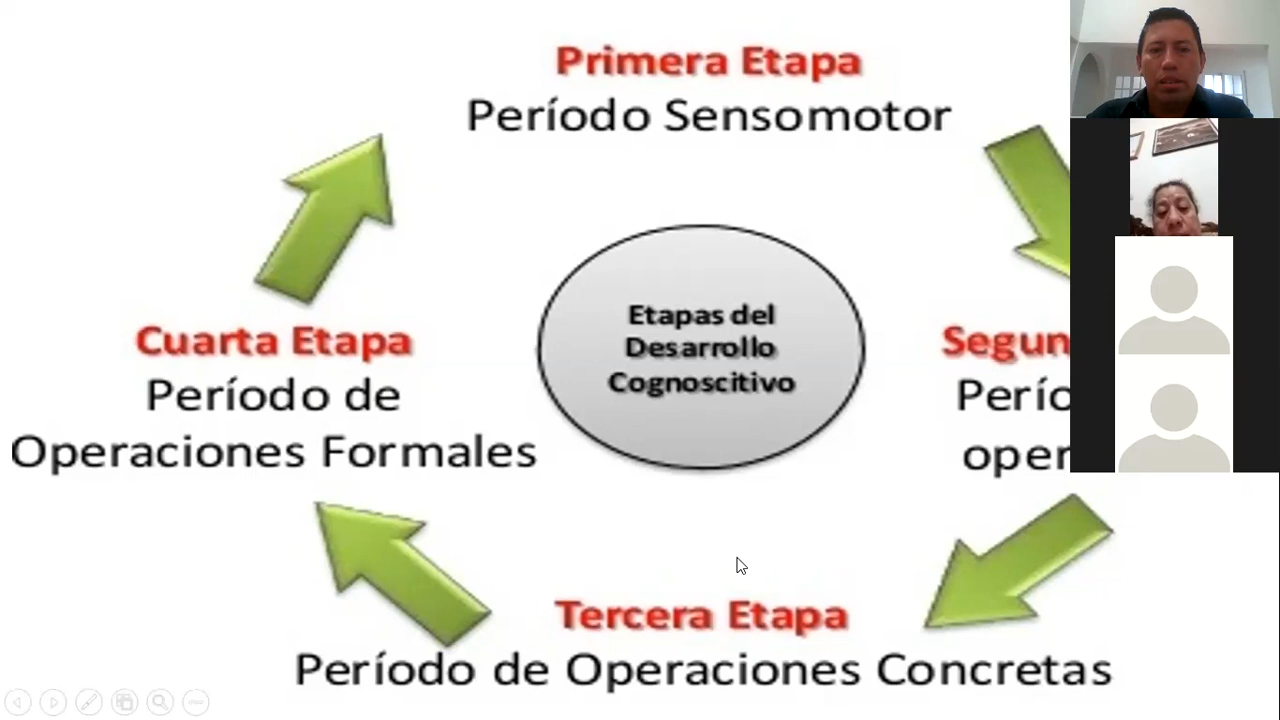 Primera Etapa
Período Sensomotor
Etapas del
Desarrollo
Cognoscitivo
Cuarta Etapa
Período de
Operaciones Formales
Tercera Etapa
Período de Operaciones Concretas